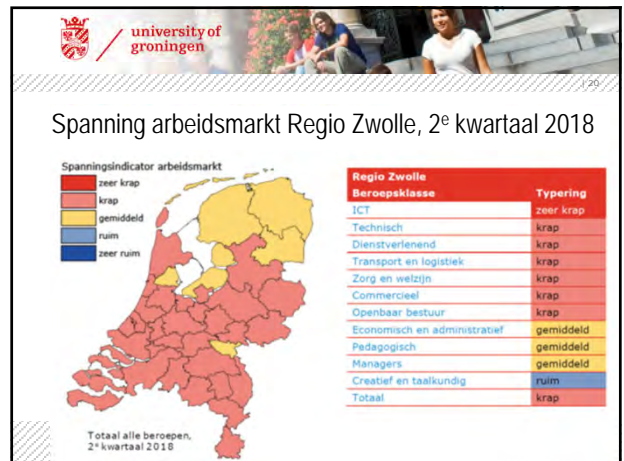 university of
groningen
| 20
Spanning arbeidsmarkt Regio Zwolle, 2e kwartaal 2018
Spanningsindicator arbeidsmarkt
zeer krap
krap
gemiddeld
ruim
zeer ruim
Totaal alle beroepen,
2e kwartaal 2018
Regio Zwolle
Beroepsklasse Typering
ICT zeer krap
Technisch krap
Dienstverlenend krap
Transport en logistiek krap
Zorg en welzijn krap
Commercieel krap
Openbaar bestuur krap
Economisch en administratief gemiddeld
Pedagogisch gemiddeld
Managers gemiddeld
Creatief en taalkundig ruim
Totaal krap